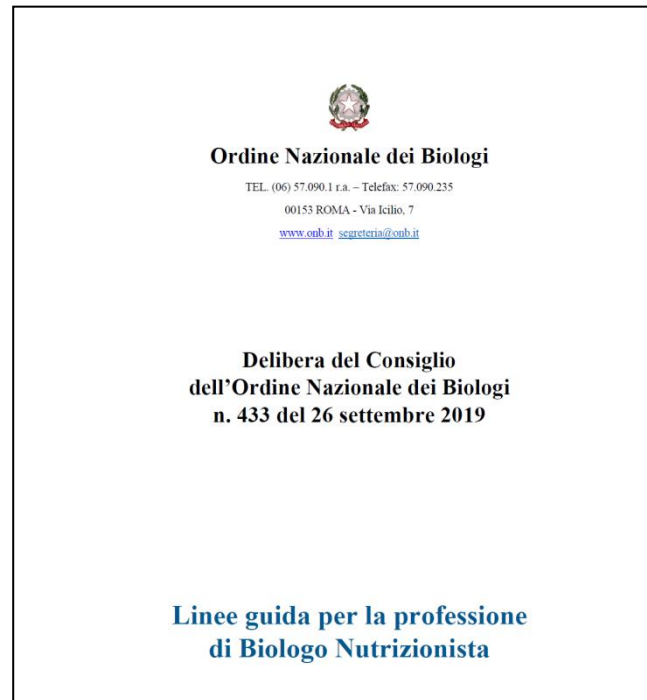 Ordine Nazionale dei Biologi
TEL. (06) 57.090.1 r.a. – Telefax: 57.090.235
00153 ROMA - Via Icilio, 7
www.onb.it segreteria@onb.it
Delibera del Consiglio
dell’Ordine Nazionale dei Biologi
n. 433 del 26 settembre 2019
Linee guida per la professione
di Biologo Nutrizionista